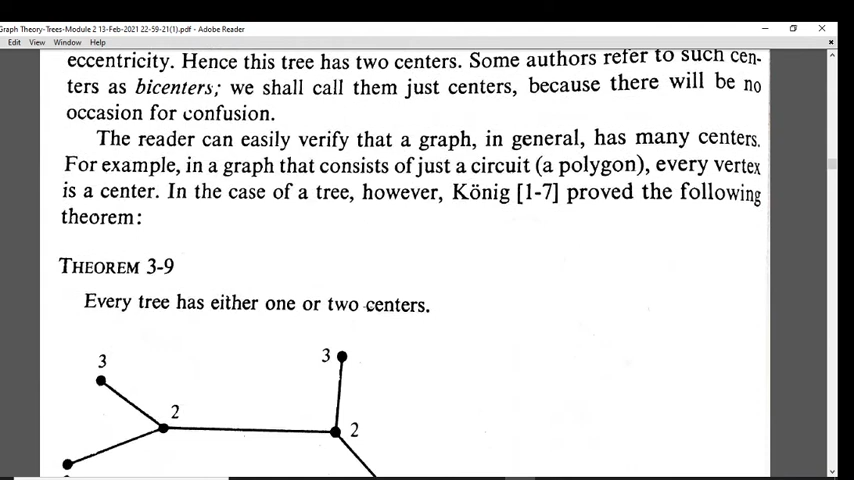 Graph Theory-Trees-Module 2 13-Feb-2021 22-59-21(1).pdf - Adobe Reader
Edit View Window Help
eccentricity. Hence this tree has two centers. Some authors refer to such cen-
ters as bicenters; we shall call them just centers, because there will be no
occasion for confusion.
The reader can easily verify that a graph, in general, has many centers.
For example, in a graph that consists of just a circuit (a polygon), every vertex
is a center. In the case of a tree, however, König [1-7] proved the following
theorem:
THEOREM 3-9
Every tree has either one or two centers.
3
3
2
2